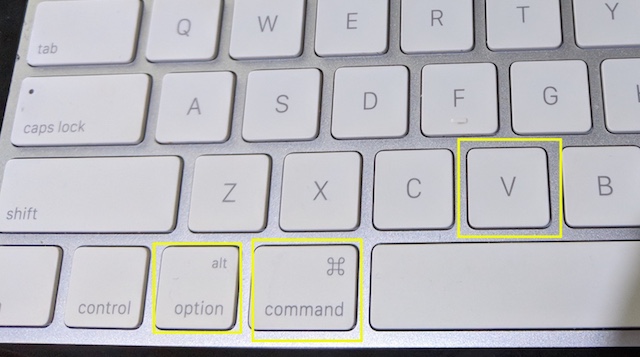 tab Q W E R T Y
caps lock A S D F G
shift Z X C V B
control alt option ⌘ command